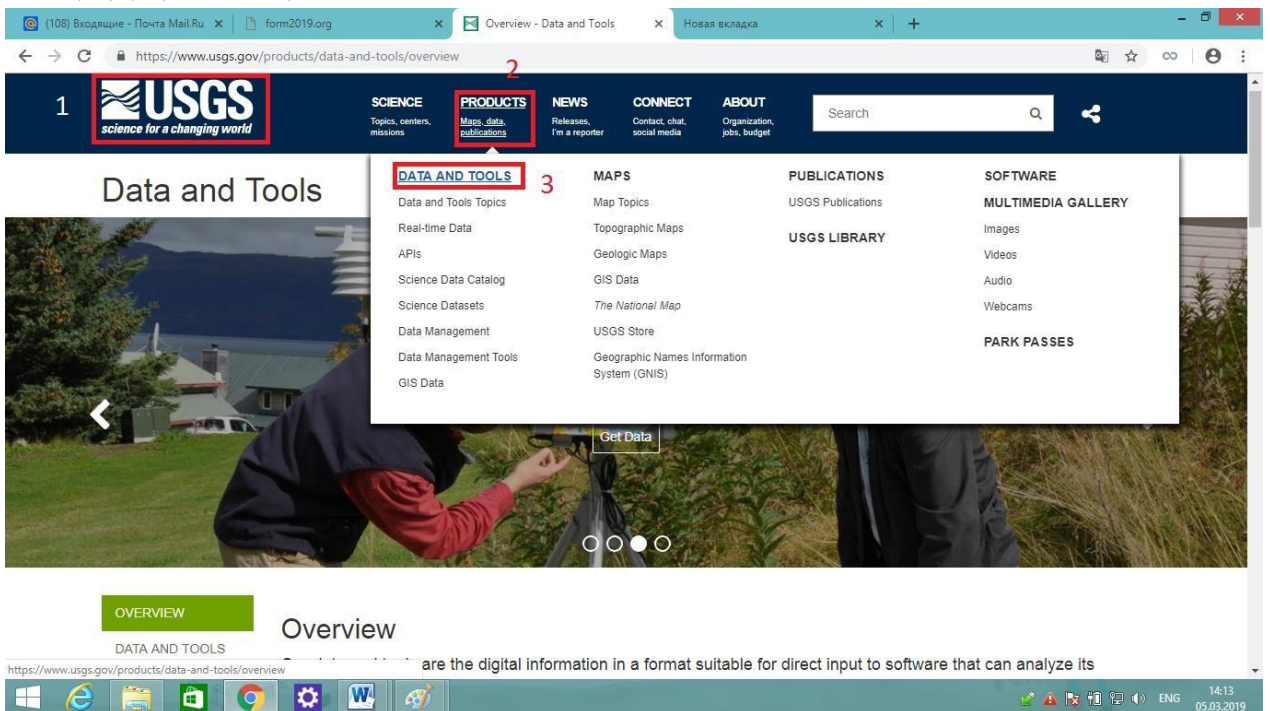 (108) Входящие - Почта Mail.Ru
form2019.org
Overview - Data and Tools
Новая вкладка
https://www.usgs.gov/products/data-and-tools/overview
2
1
USGS
science for a changing world
SCIENCE
Topics, centers,
missions
PRODUCTS
Maps, data,
publications
NEWS
Releases,
I'm a reporter
CONNECT
Contact, chat,
social media
ABOUT
Organization,
jobs, budget
Search
Data and Tools
DATA AND TOOLS
3
Data and Tools Topics
Real-time Data
APIs
Science Data Catalog
Science Datasets
Data Management
Data Management Tools
GIS Data
MAPS
Map Topics
Topographic Maps
Geologic Maps
GIS Data
The National Map
USGS Store
Geographic Names Information
System (GNIS)
PUBLICATIONS
USGS Publications
USGS LIBRARY
SOFTWARE
MULTIMEDIA GALLERY
Images
Videos
Audio
Webcams
PARK PASSES
Get Data
OVERVIEW
DATA AND TOOLS
Overview
are the digital information in a format suitable for direct input to software that can analyze its
https://www.usgs.gov/products/data-and-tools/overview
ENG
14:13
05.03.2019